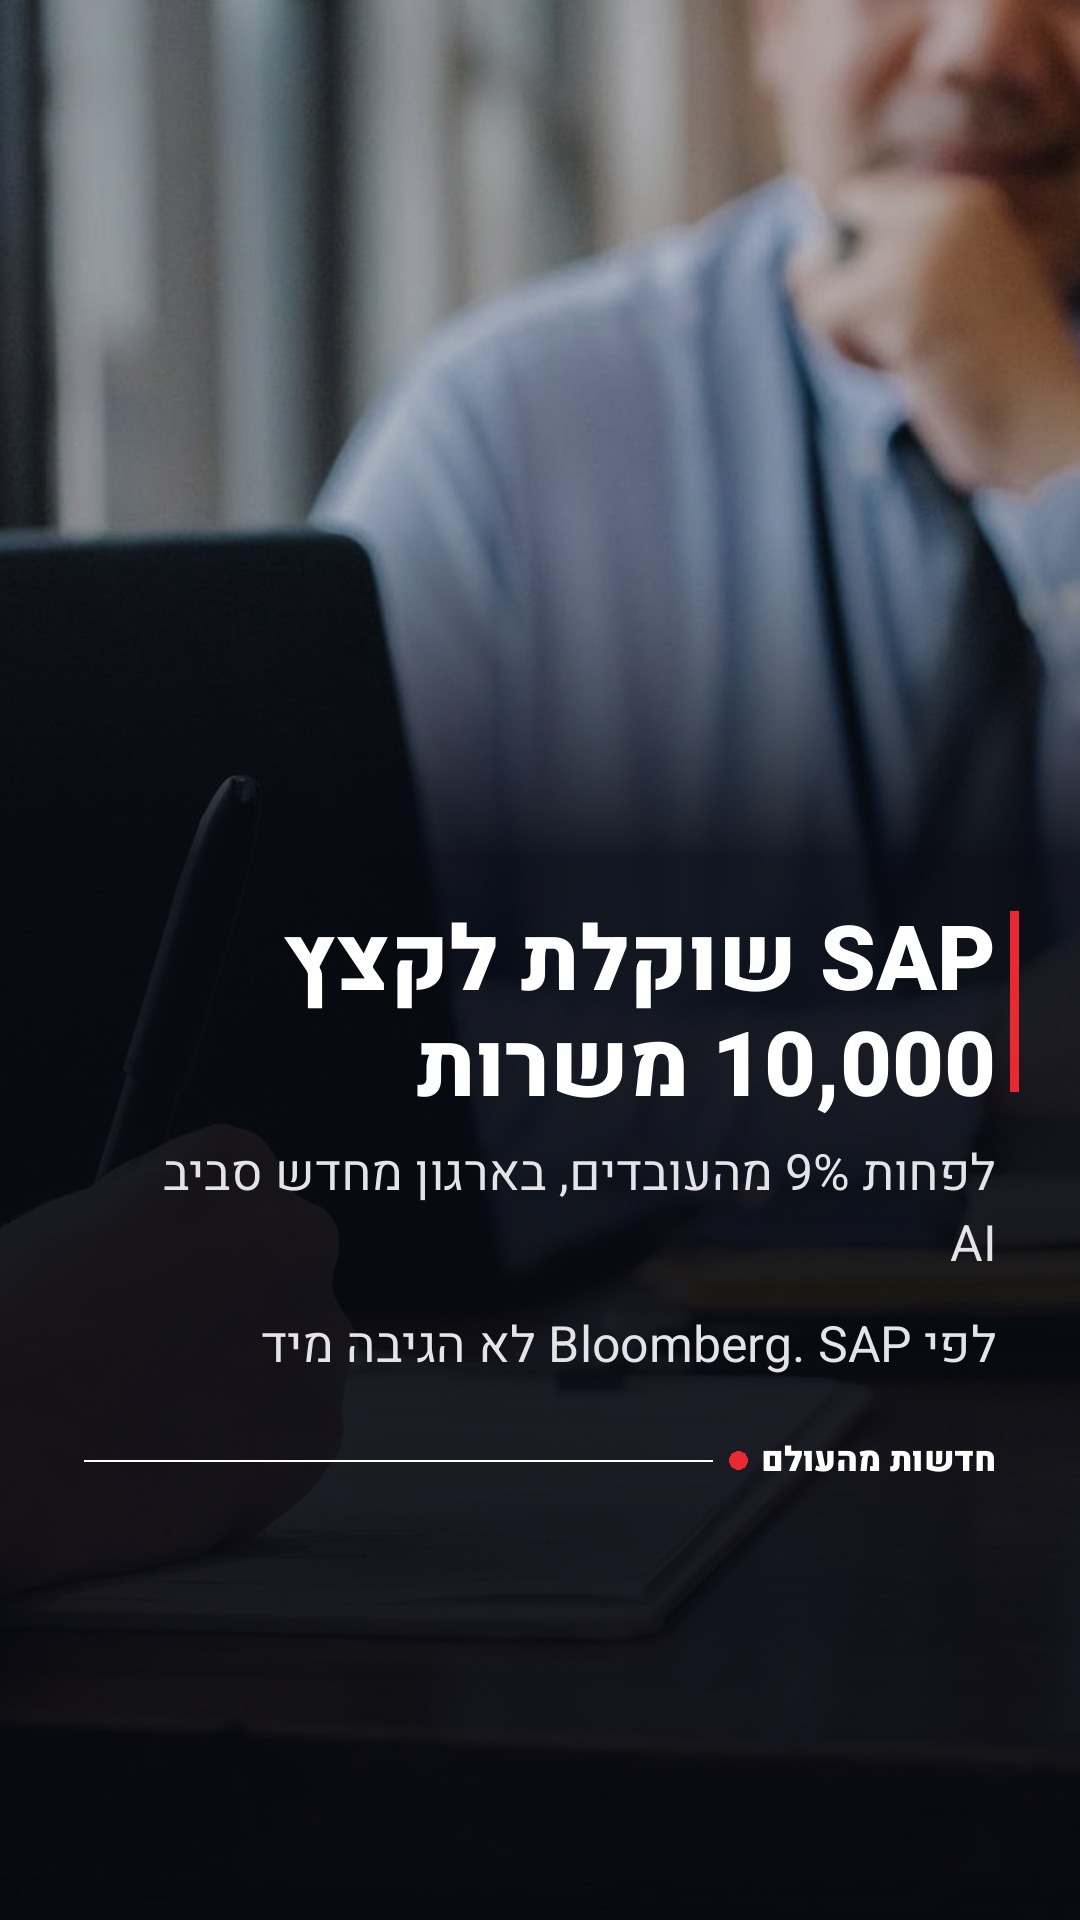 SAP שוקלת לקצץ
10,000 משרות
לפחות 9% מהעובדים, בארגון מחדש סביב
AI
לפי Bloomberg. SAP לא הגיבה מיד
חדשות מהעולם